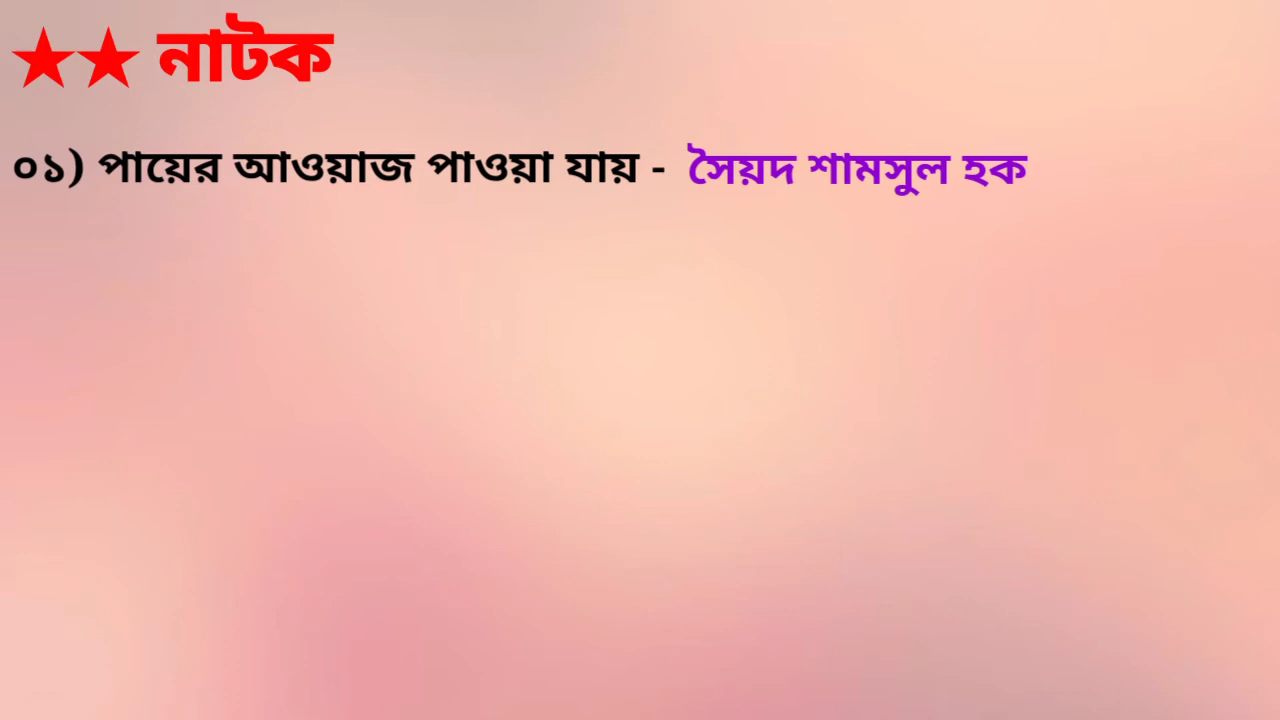 ★★ নাটক
০১) পায়ের আওয়াজ পাওয়া যায় - সৈয়দ শামসুল হক